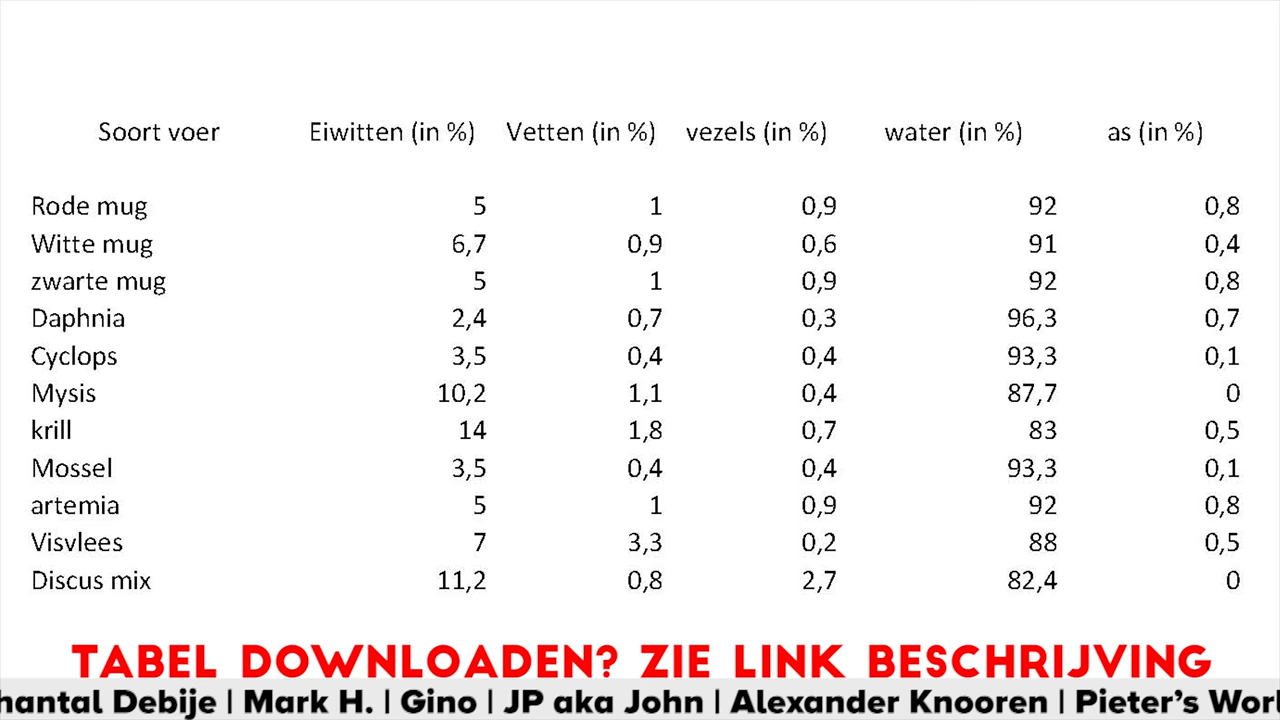 Soort voer Eiwitten (in %) Vetten (in %) vezels (in %) water (in %) as (in %)
Rode mug 5 1 0,9 92 0,8
Witte mug 6,7 0,9 0,6 91 0,4
zwarte mug 5 1 0,9 92 0,8
Daphnia 2,4 0,7 0,3 96,3 0,7
Cyclops 3,5 0,4 0,4 93,3 0,1
Mysis 10,2 1,1 0,4 87,7 0
krill 14 1,8 0,7 83 0,5
Mossel 3,5 0,4 0,4 93,3 0,1
artemia 5 1 0,9 92 0,8
Visvlees 7 3,3 0,2 88 0,5
Discus mix 11,2 0,8 2,7 82,4 0
TABEL DOWNLOADEN? ZIE LINK BESCHRIJVING
hantal Debije | Mark H. | Gino | JP aka John | Alexander Knooren | Pieter's Worl